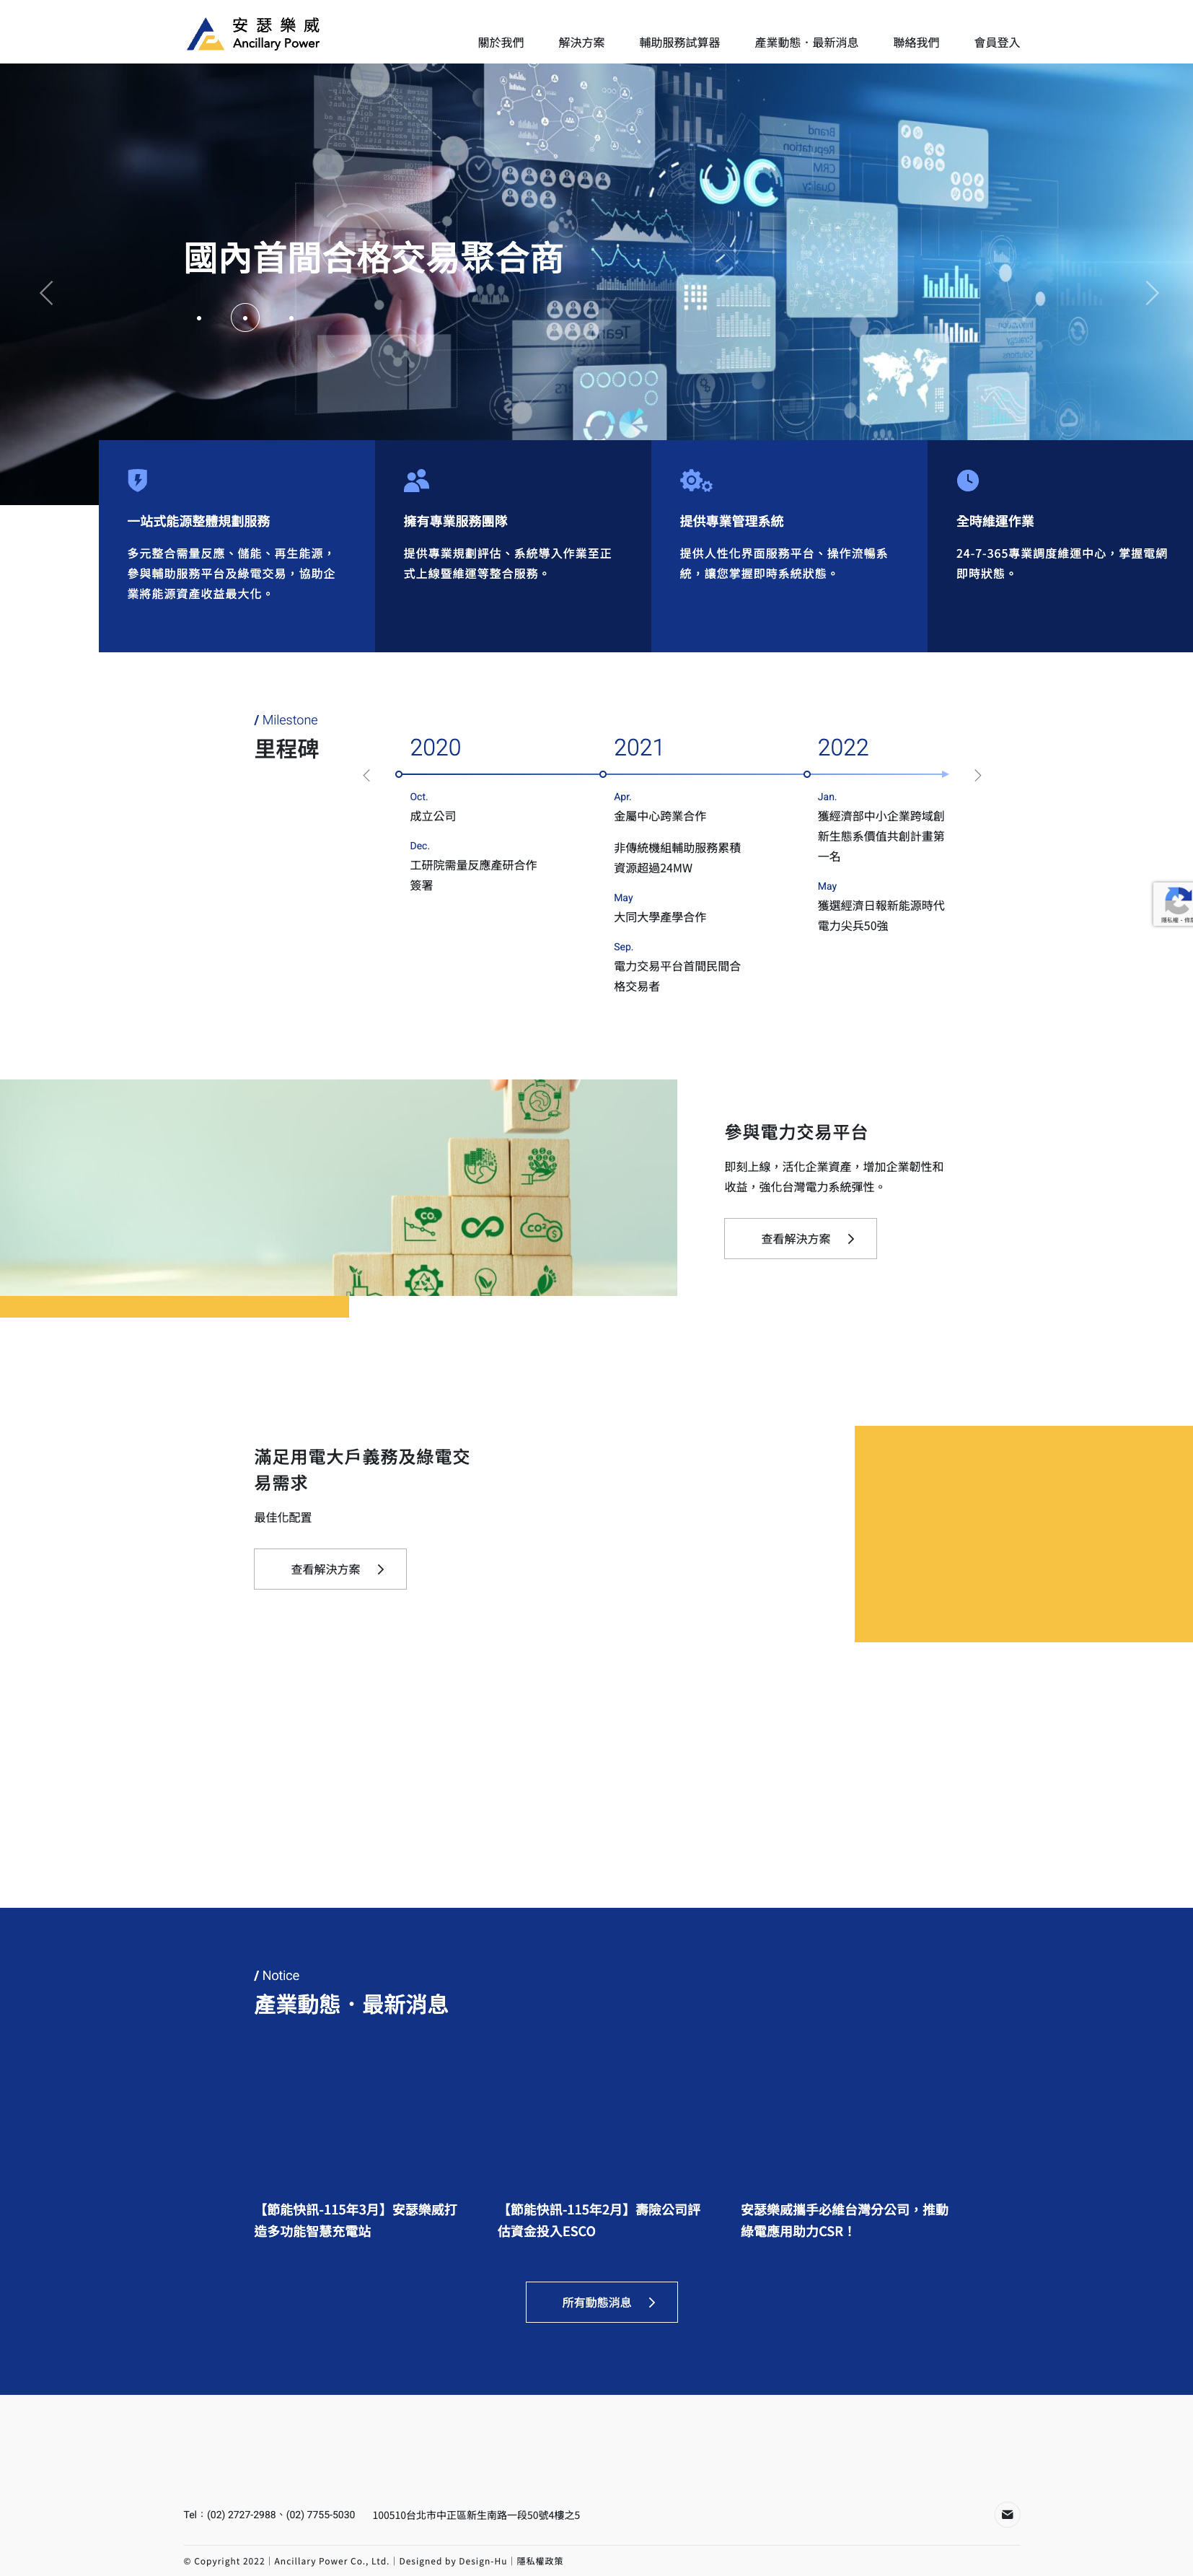 安瑟樂威
Ancillary Power
關於我們
解決方案
輔助服務試算器
產業動態・最新消息
聯絡我們
會員登入
Brand
Reputation
CRM
Quality
國內首間合格交易聚合商
Team
Innovation
Strategy
Solutions
一站式能源整體規劃服務
多元整合需量反應、儲能、再生能源，
參與輔助服務平台及綠電交易，協助企
業將能源資產收益最大化。
擁有專業服務團隊
提供專業規劃評估、系統導入作業至正
式上線暨維運等整合服務。
提供專業管理系統
提供人性化界面服務平台、操作流暢系
統，讓您掌握即時系統狀態。
全時維運作業
24-7-365專業調度維運中心，掌握電網
即時狀態。
/ Milestone
里程碑
2020
Oct.
成立公司
Dec.
工研院需量反應產研合作
簽署
2021
Apr.
金屬中心跨業合作
非傳統機組輔助服務累積
資源超過24MW
May
大同大學產學合作
Sep.
電力交易平台首間民間合
格交易者
2022
Jan.
獲經濟部中小企業跨域創
新生態系價值共創計畫第
一名
May
獲選經濟日報新能源時代
電力尖兵50強
隱私權 - 條款
CO2
CO2
參與電力交易平台
即刻上線，活化企業資產，增加企業韌性和
收益，強化台灣電力系統彈性。
查看解決方案
滿足用電大戶義務及綠電交
易需求
最佳化配置
查看解決方案
/ Notice
產業動態・最新消息
【節能快訊-115年3月】安瑟樂威打
造多功能智慧充電站
【節能快訊-115年2月】壽險公司評
估資金投入ESCO
安瑟樂威攜手必維台灣分公司，推動
綠電應用助力CSR！
所有動態消息
Tel：(02) 2727-2988、(02) 7755-5030
100510台北市中正區新生南路一段50號4樓之5
© Copyright 2022｜Ancillary Power Co., Ltd.｜Designed by Design-Hu｜隱私權政策